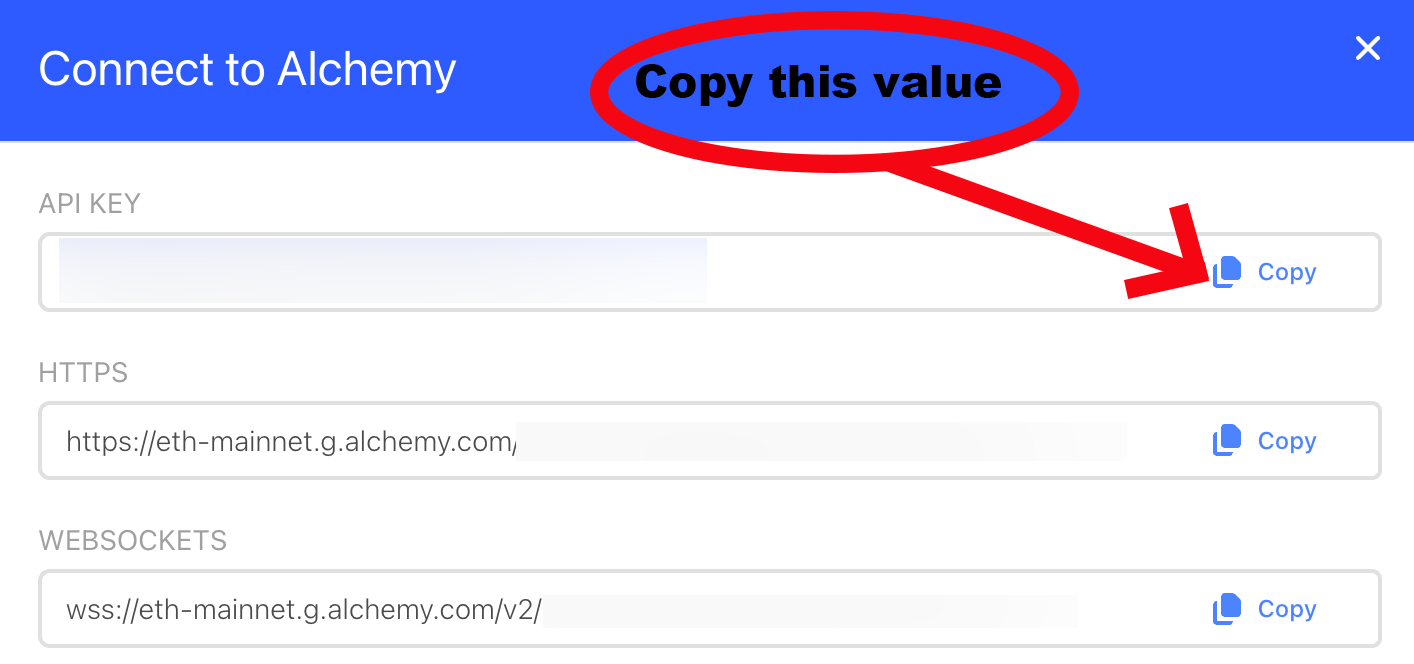 Connect to Alchemy
Copy this value
API KEY
Copy
HTTPS
https://eth-mainnet.g.alchemy.com/
Copy
WEBSOCKETS
wss://eth-mainnet.g.alchemy.com/v2/
Copy